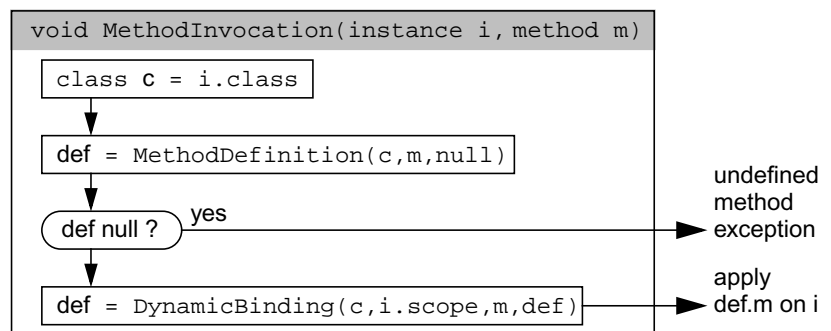 void MethodInvocation(instance i, method m)
class c = i.class
def = MethodDefinition(c,m,null)
def null ?
yes
undefined
method
exception
def = DynamicBinding(c,i.scope,m,def)
apply
def.m on i